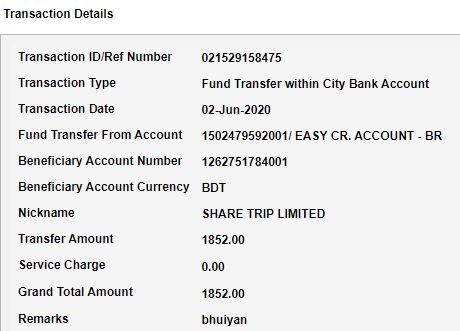 Transaction Details
Transaction ID/Ref Number 021529158475
Transaction Type Fund Transfer within City Bank Account
Transaction Date 02-Jun-2020
Fund Transfer From Account 1502479592001/ EASY CR. ACCOUNT - BR
Beneficiary Account Number 1262751784001
Beneficiary Account Currency BDT
Nickname SHARE TRIP LIMITED
Transfer Amount 1852.00
Service Charge 0.00
Grand Total Amount 1852.00
Remarks bhuiyan